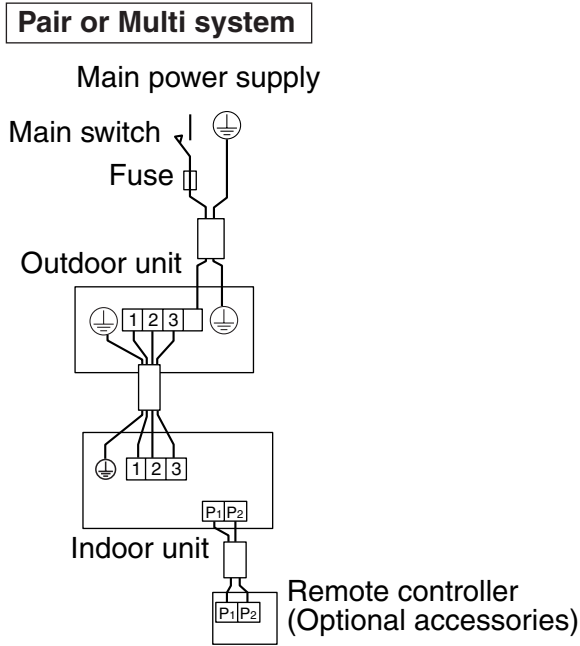 Pair or Multi system
Main power supply
Main switch
Fuse
Outdoor unit
1 2 3
1 2 3
P1 P2
Indoor unit
P1 P2
Remote controller
(Optional accessories)